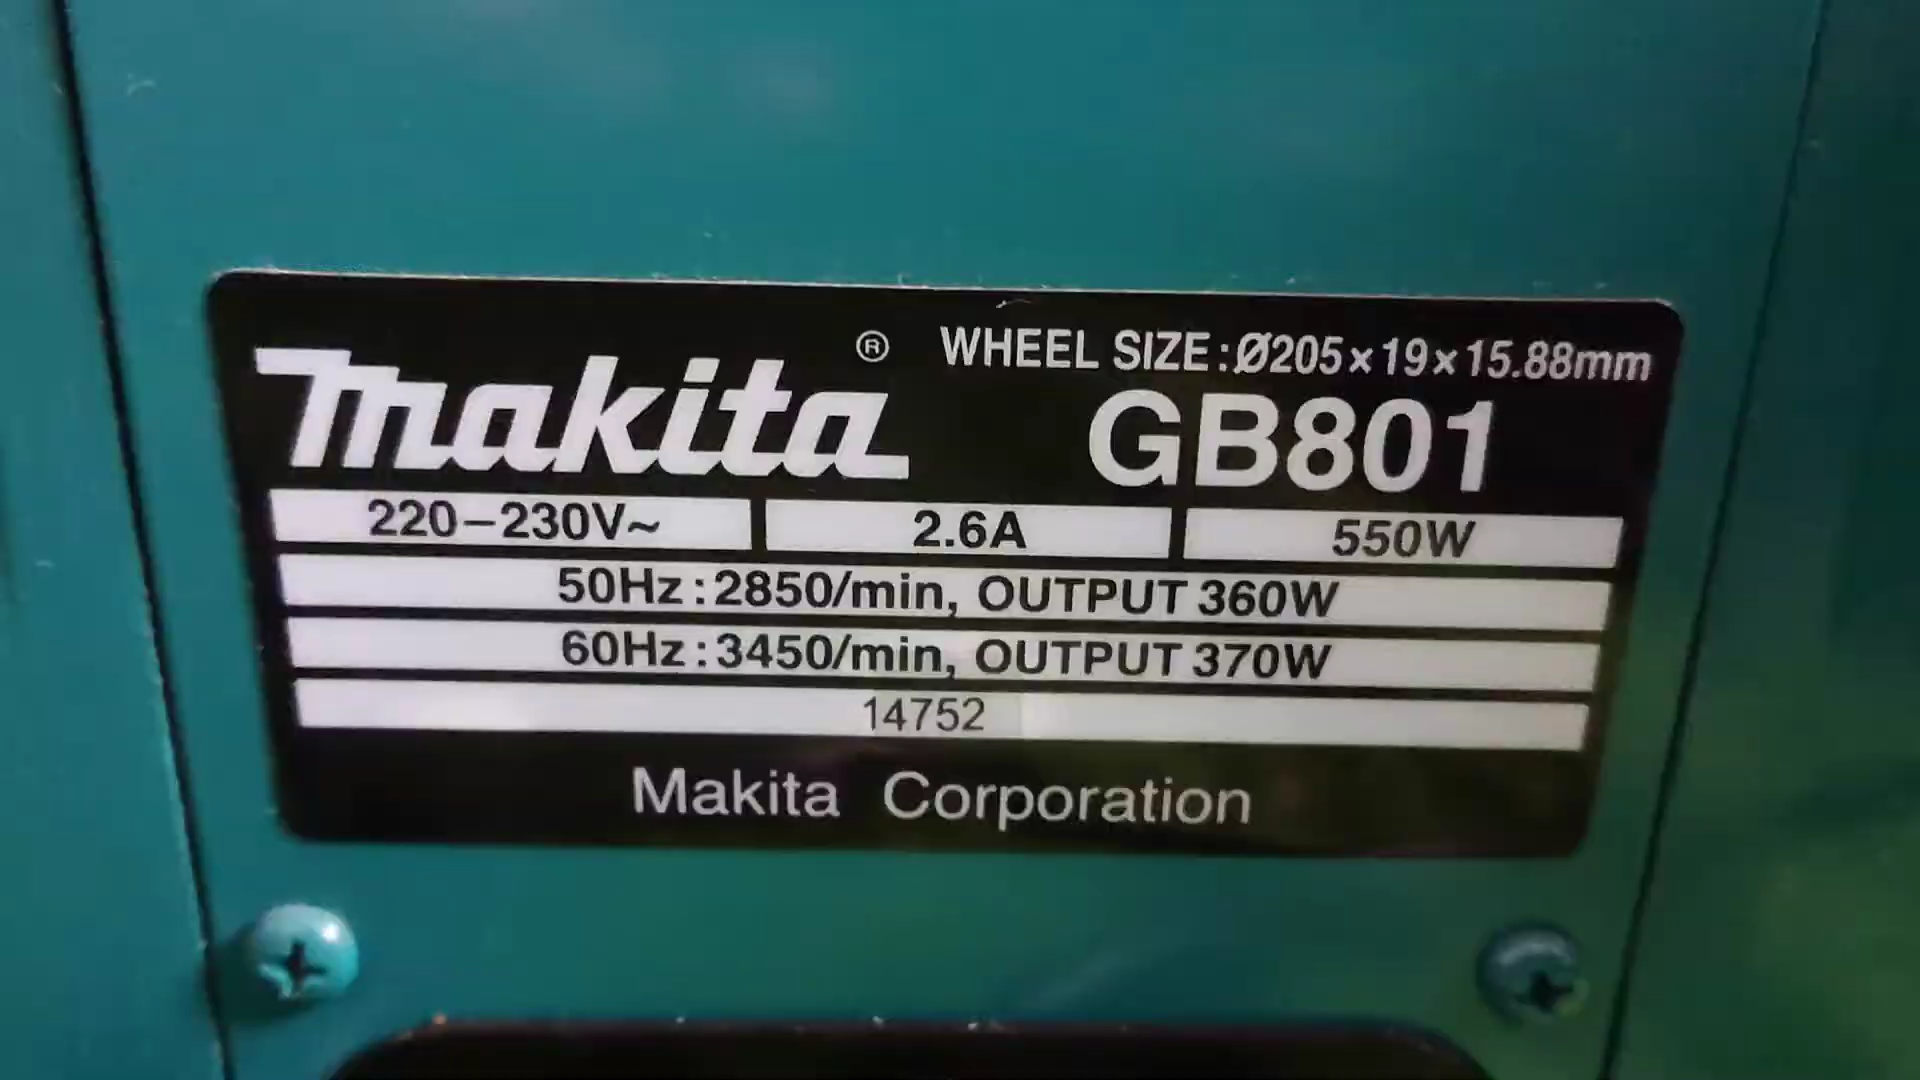 makita® WHEEL SIZE:Ø205×19×15.88mm
GB801
220–230V~ 2.6A 550W
50Hz:2850/min, OUTPUT 360W
60Hz:3450/min, OUTPUT 370W
14752
Makita Corporation